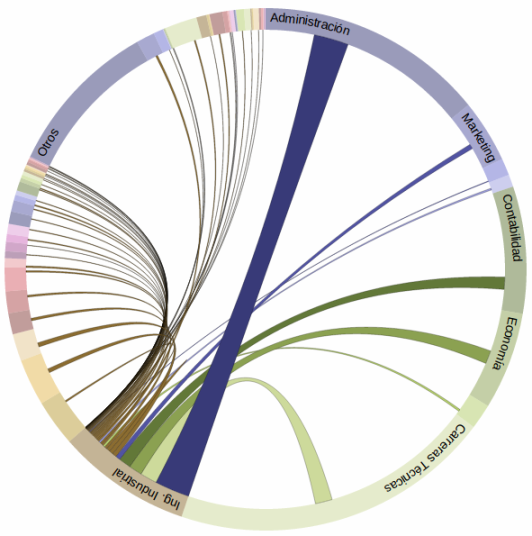 Administración
Marketing
Contabilidad
Economía
Carreras Técnicas
Ing. Industrial
Otros